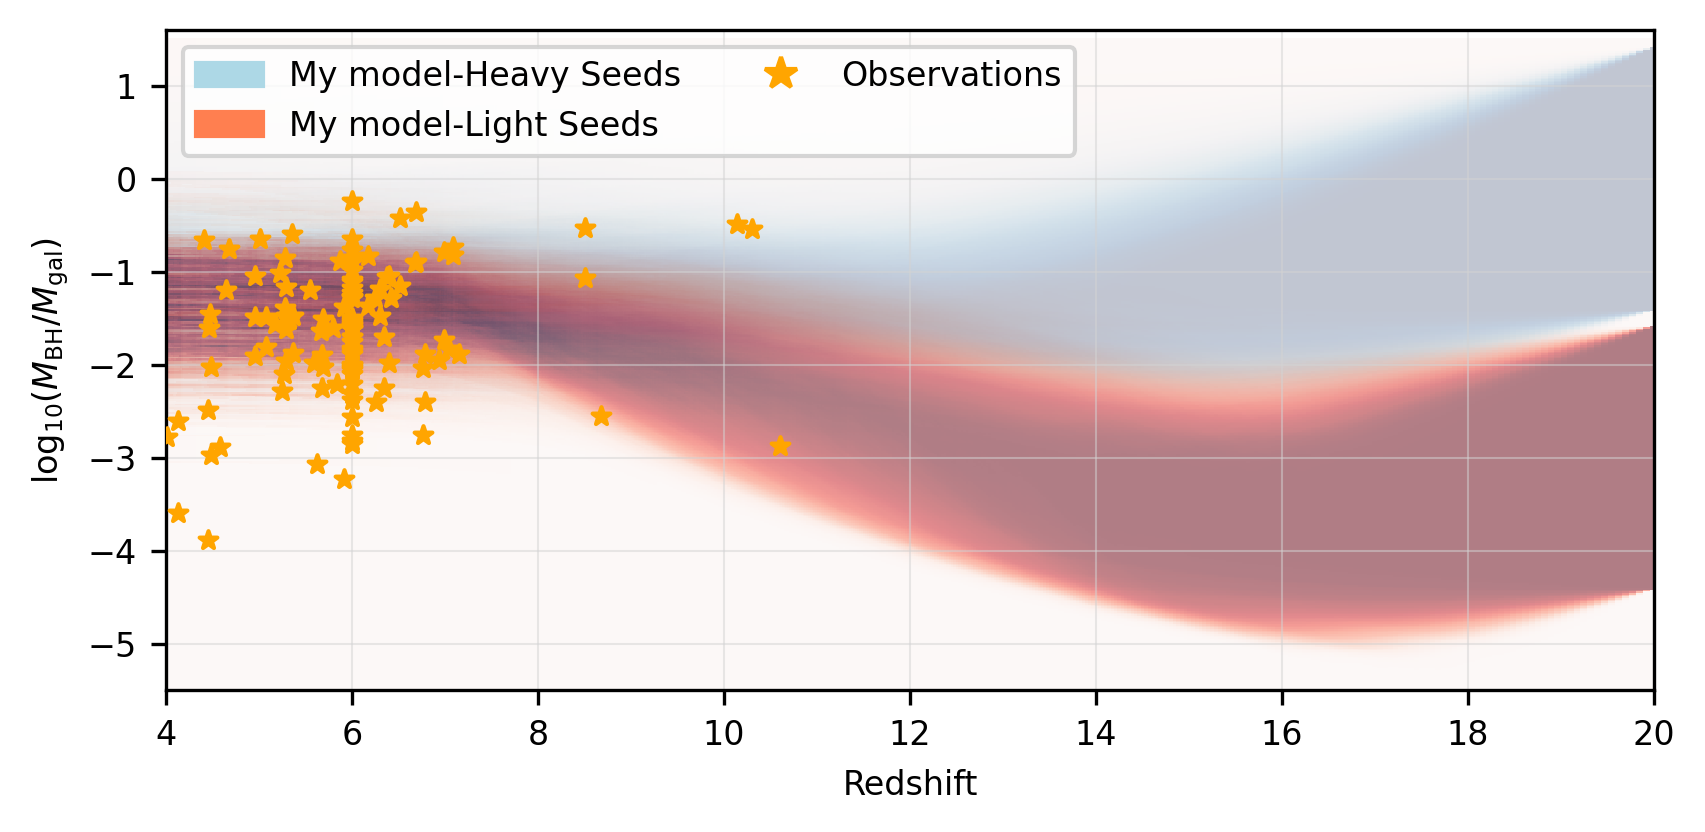 My model-Heavy Seeds
My model-Light Seeds
Observations
log₁₀(M_BH/M_gal)
1
0
−1
−2
−3
−4
−5
4 6 8 10 12 14 16 18 20
Redshift